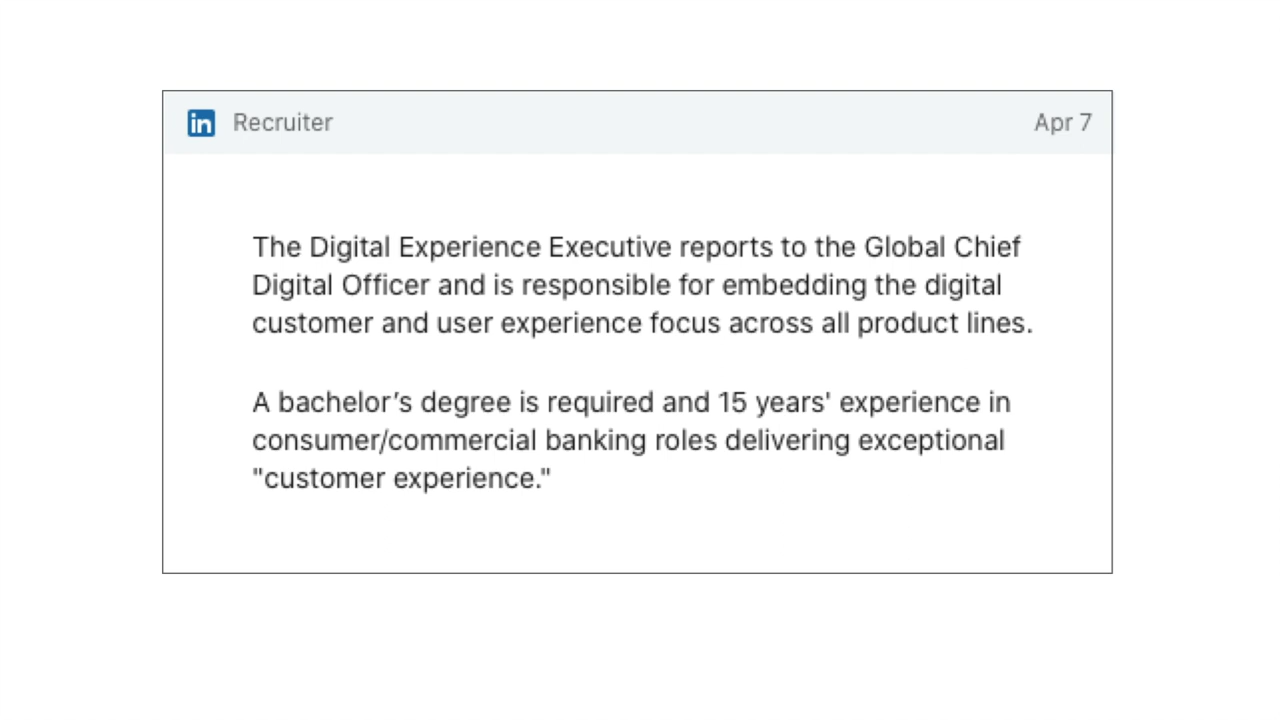 in Recruiter Apr 7
The Digital Experience Executive reports to the Global Chief
Digital Officer and is responsible for embedding the digital
customer and user experience focus across all product lines.
A bachelor’s degree is required and 15 years' experience in
consumer/commercial banking roles delivering exceptional
"customer experience."